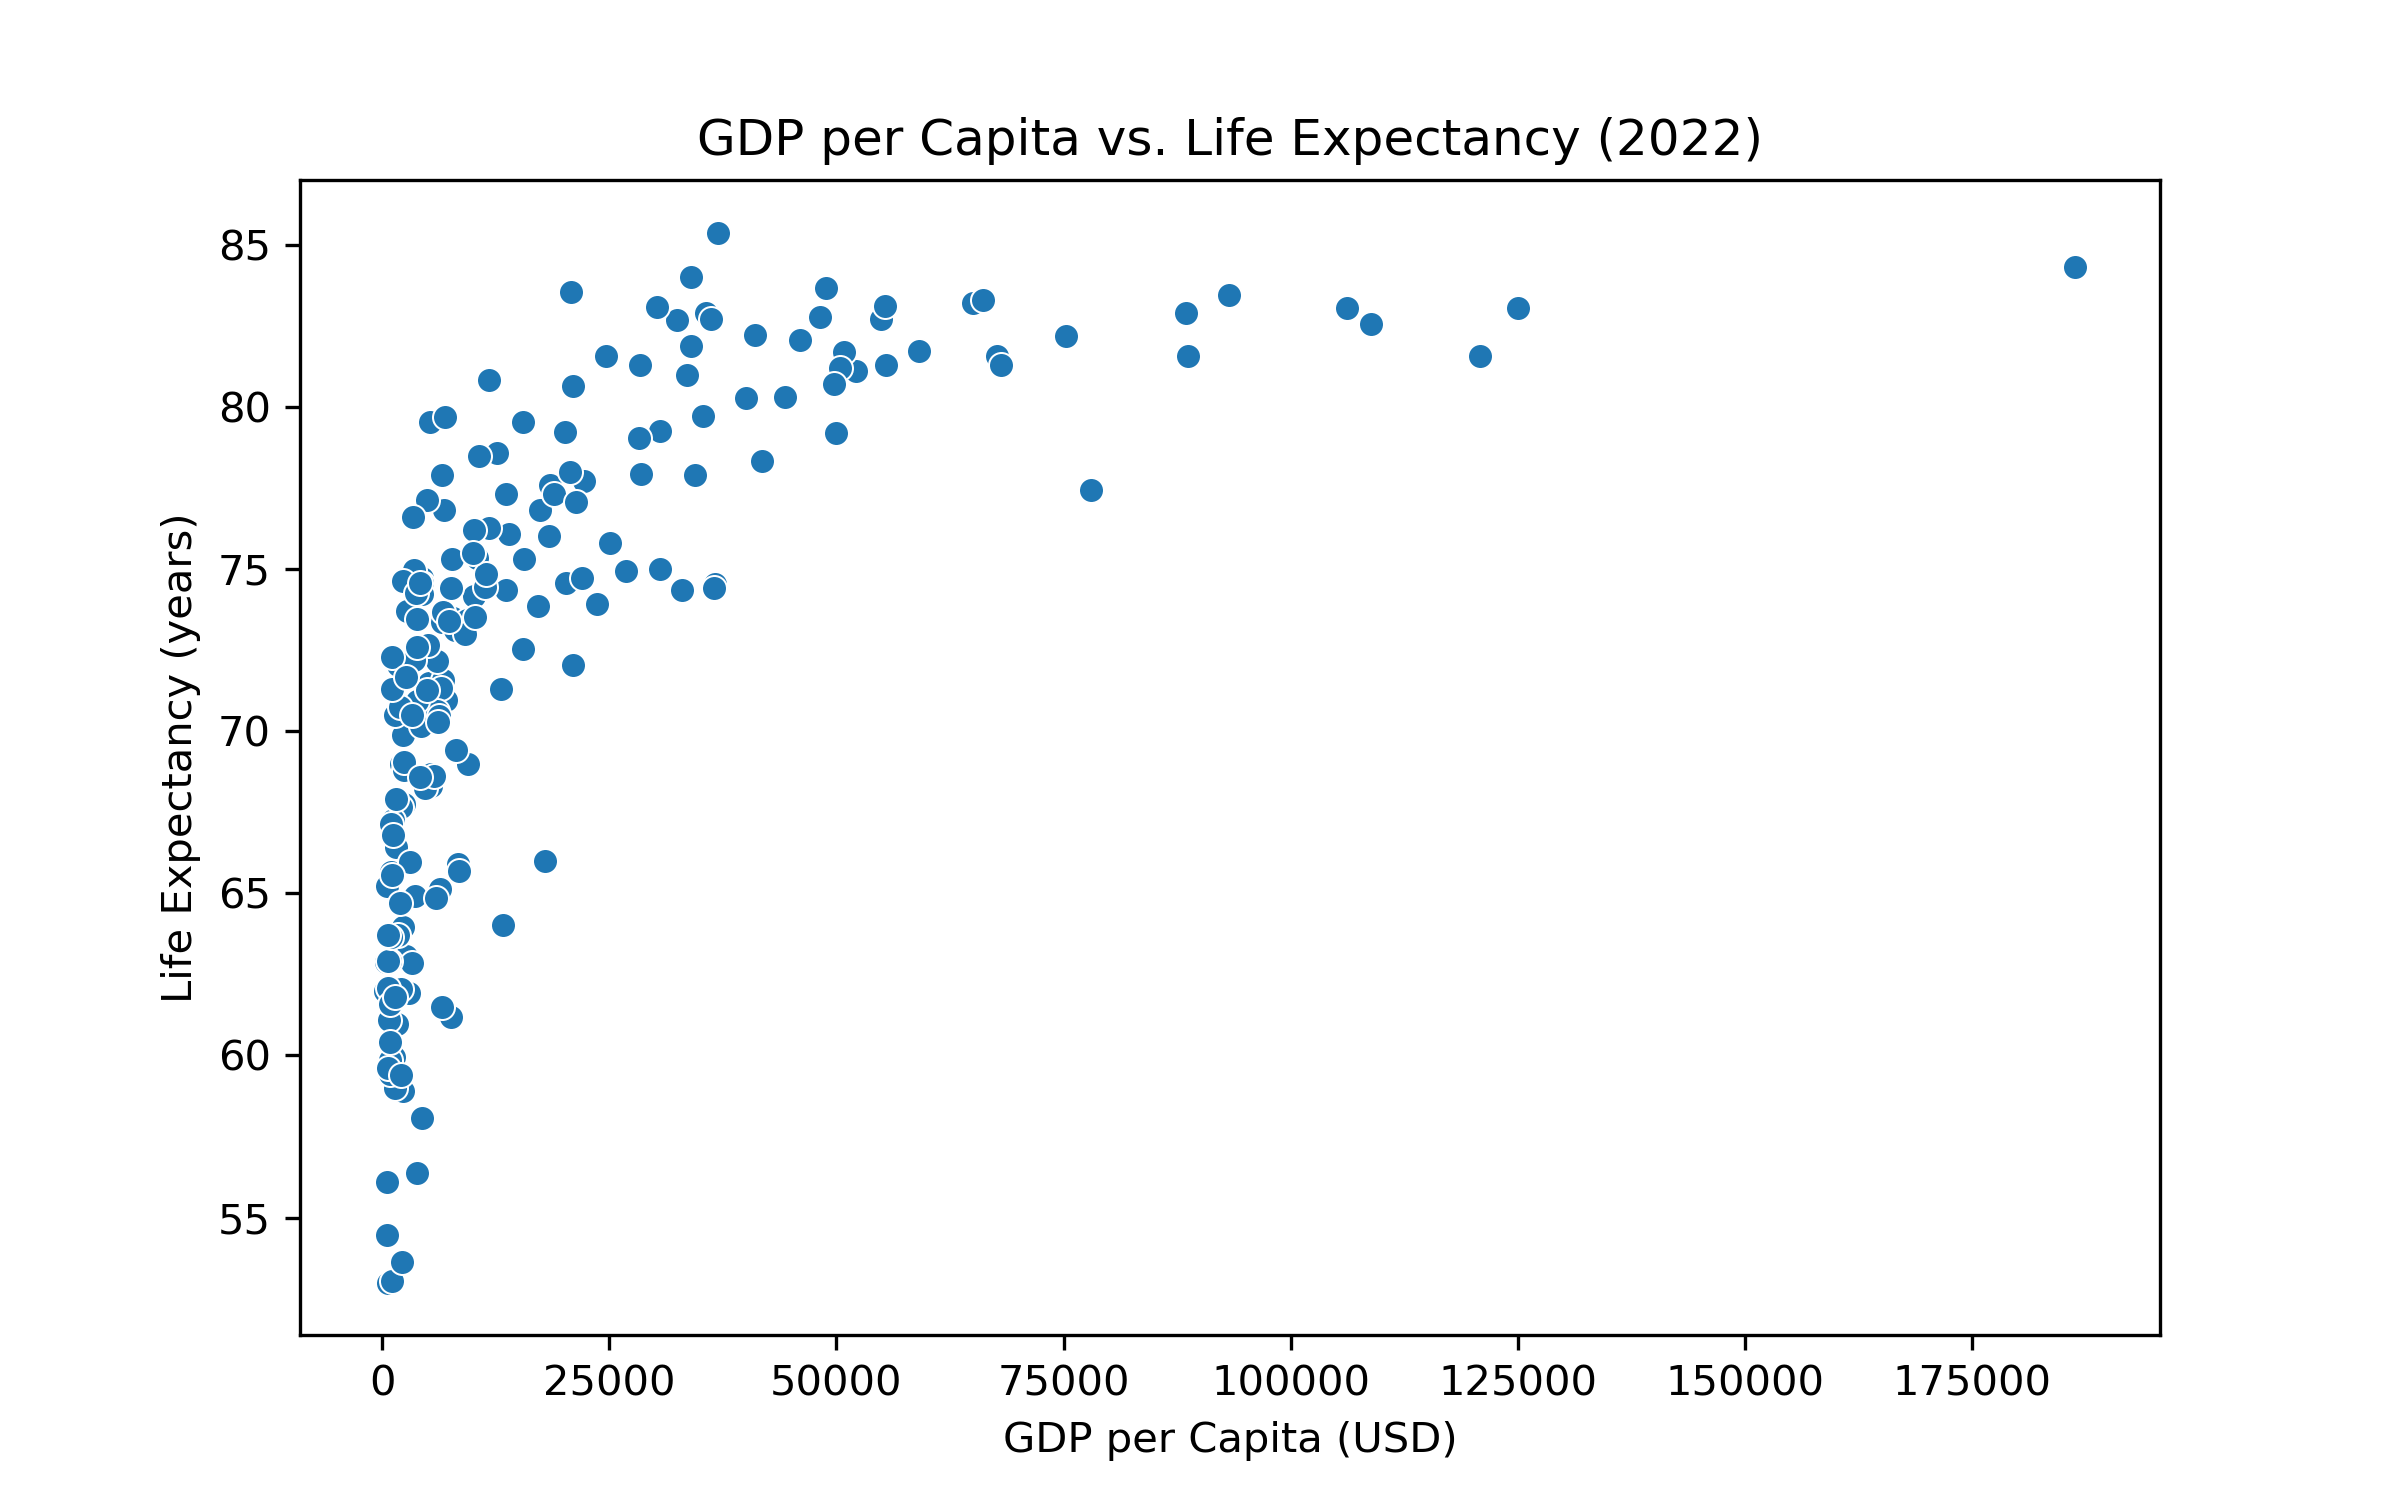 GDP per Capita vs. Life Expectancy (2022)
Life Expectancy (years)
85
80
75
70
65
60
55
0 25000 50000 75000 100000 125000 150000 175000
GDP per Capita (USD)